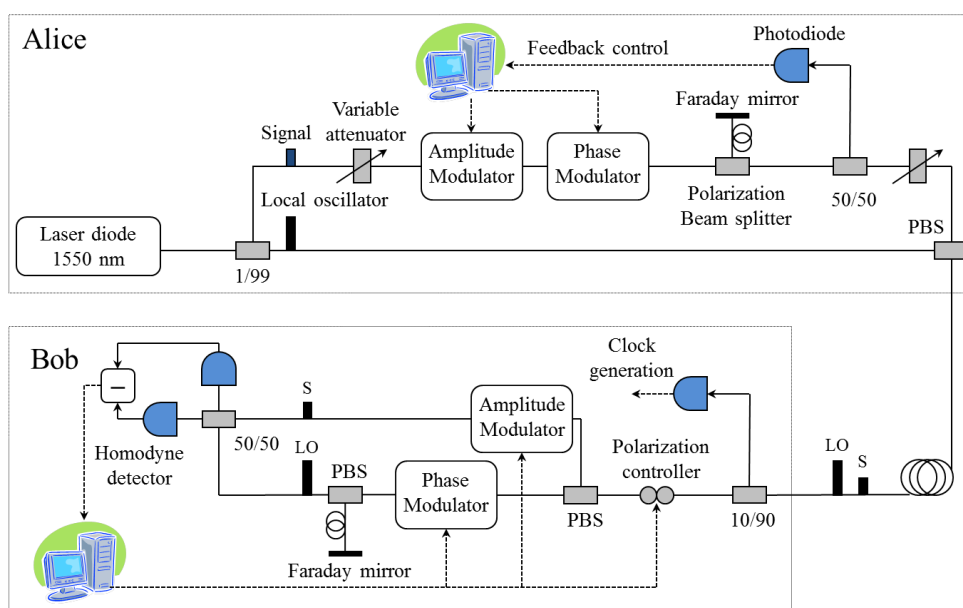 Alice
Feedback control
Photodiode
Faraday mirror
Variable
attenuator
Signal
Amplitude
Modulator
Phase
Modulator
Polarization
Beam splitter
50/50
Local oscillator
Laser diode
1550 nm
1/99
PBS
Bob
Clock
generation
S
Amplitude
Modulator
Polarization
controller
50/50
Homodyne
detector
LO
PBS
Phase
Modulator
PBS
10/90
LO
S
Faraday mirror